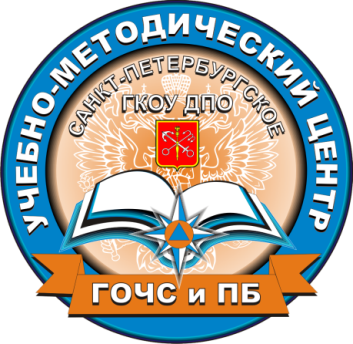 УЧЕБНО-МЕТОДИЧЕСКИЙ ЦЕНТР
САНКТ-ПЕТЕРБУРГСКОЕ
ГКОУ ДПО
ГОЧС и ПБ